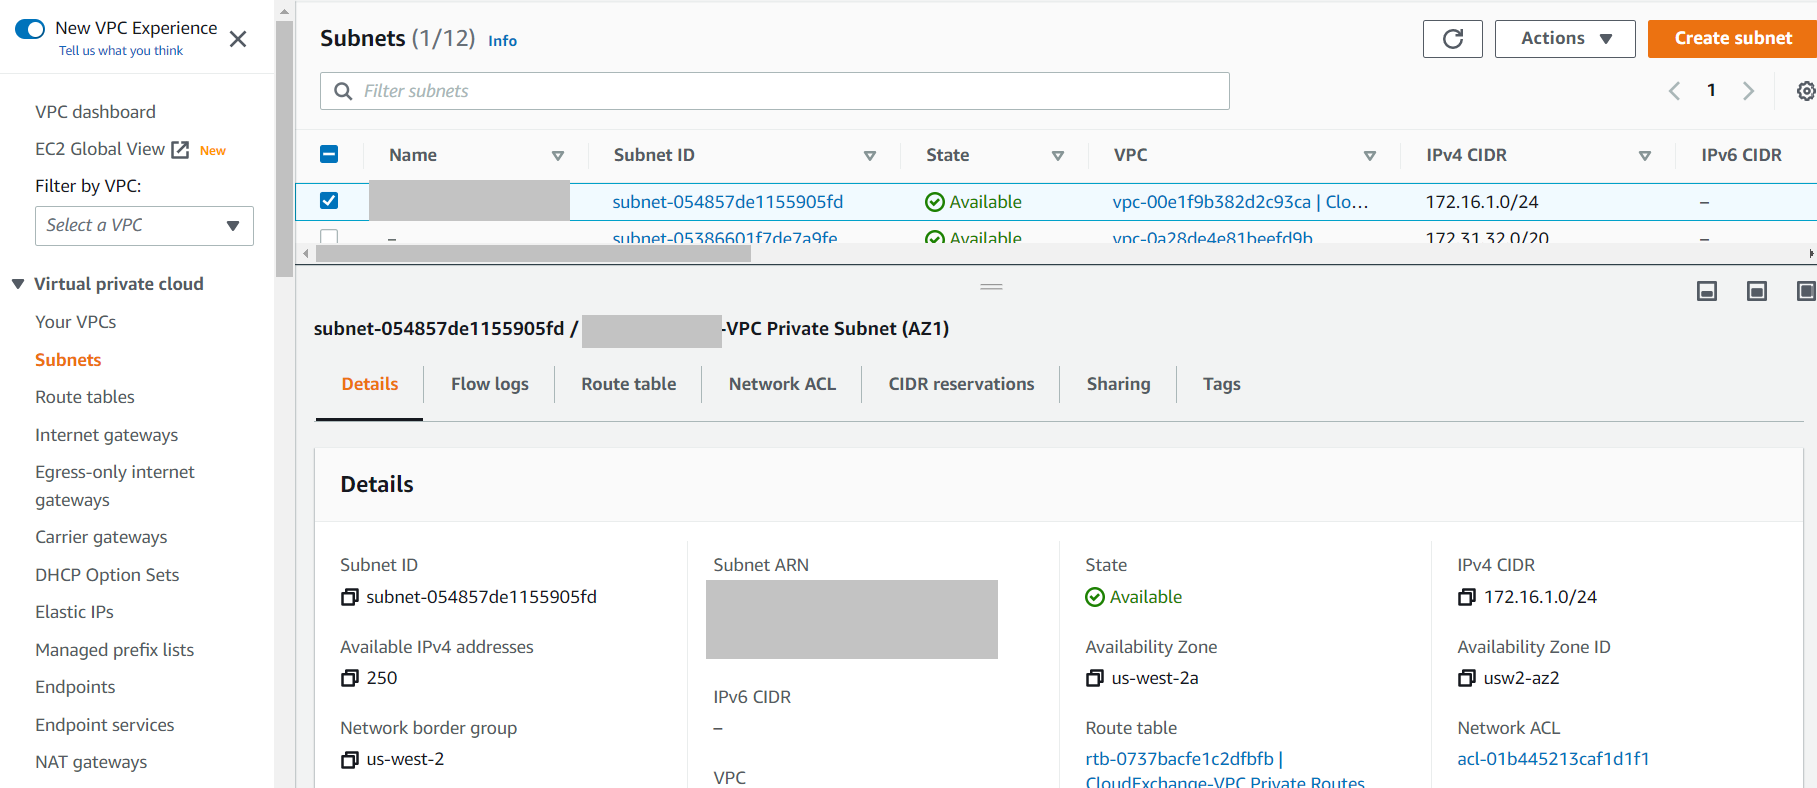 New VPC Experience
Tell us what you think
VPC dashboard
EC2 Global View New
Filter by VPC:
Select a VPC
Virtual private cloud
Your VPCs
Subnets
Route tables
Internet gateways
Egress-only internet
gateways
Carrier gateways
DHCP Option Sets
Elastic IPs
Managed prefix lists
Endpoints
Endpoint services
NAT gateways
Subnets (1/12) Info
Actions
Create subnet
Filter subnets
1
Name Subnet ID State VPC IPv4 CIDR IPv6 CIDR
subnet-054857de1155905fd Available vpc-00e1f9b382d2c93ca | Clo... 172.16.1.0/24 –
– subnet-05386601f7de7a9fe Available vpc-0a28de4e81beefd9b 172.31.32.0/20 –
subnet-054857de1155905fd / -VPC Private Subnet (AZ1)
Details Flow logs Route table Network ACL CIDR reservations Sharing Tags
Details
Subnet ID
subnet-054857de1155905fd
Available IPv4 addresses
250
Network border group
us-west-2
Subnet ARN
IPv6 CIDR
–
VPC
State
Available
Availability Zone
us-west-2a
Route table
rtb-0737bacfe1c2dfbfb |
CloudExchange-VPC Private Routes
IPv4 CIDR
172.16.1.0/24
Availability Zone ID
usw2-az2
Network ACL
acl-01b445213caf1d1f1